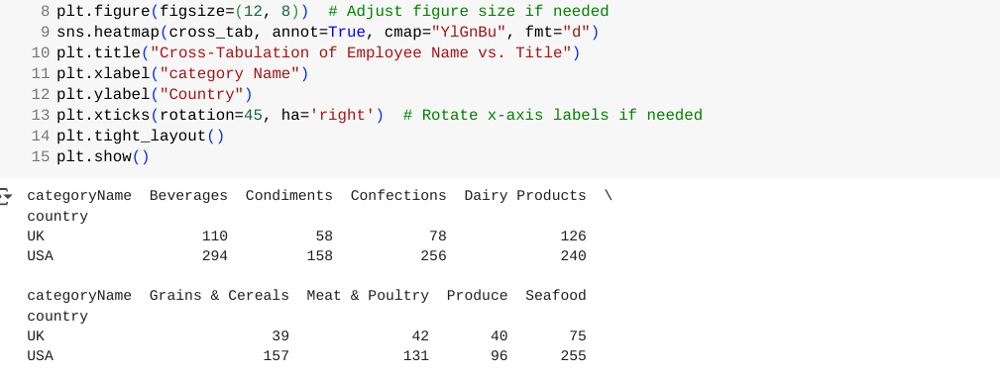 8 plt.figure(figsize=(12, 8))  # Adjust figure size if needed
9 sns.heatmap(cross_tab, annot=True, cmap="YlGnBu", fmt="d")
10 plt.title("Cross-Tabulation of Employee Name vs. Title")
11 plt.xlabel("category Name")
12 plt.ylabel("Country")
13 plt.xticks(rotation=45, ha='right')  # Rotate x-axis labels if needed
14 plt.tight_layout()
15 plt.show()
categoryName  Beverages  Condiments  Confections  Dairy Products  \
country
UK                  110          58           78             126
USA                 294         158          256             240
categoryName  Grains & Cereals  Meat & Poultry  Produce  Seafood
country
UK                          39              42       40       75
USA                        157             131       96      255